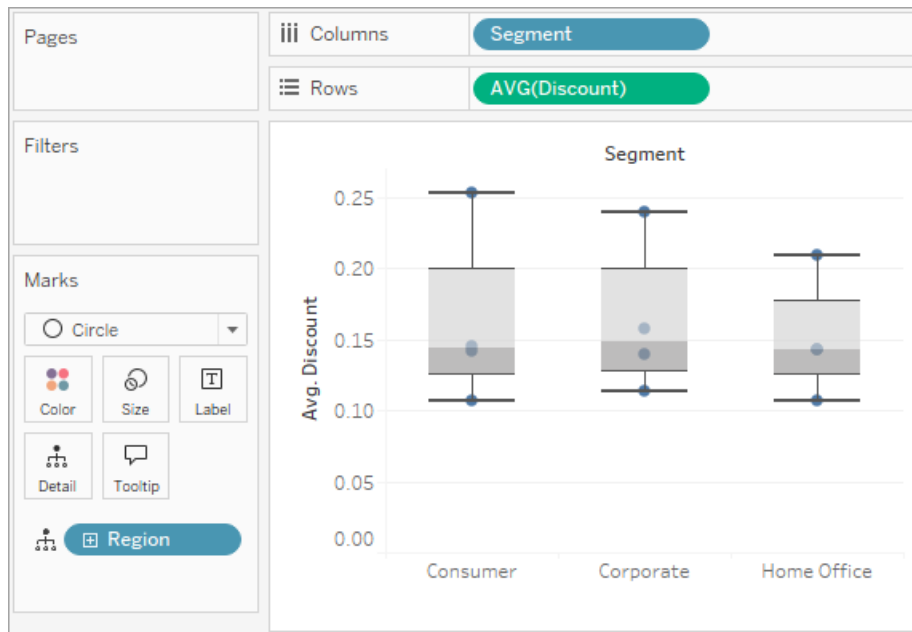 Pages
Columns
Segment
Rows
AVG(Discount)
Filters
Marks
Circle
Color
Size
Label
Detail
Tooltip
Region
Segment
Avg. Discount
0.25
0.20
0.15
0.10
0.05
0.00
Consumer
Corporate
Home Office